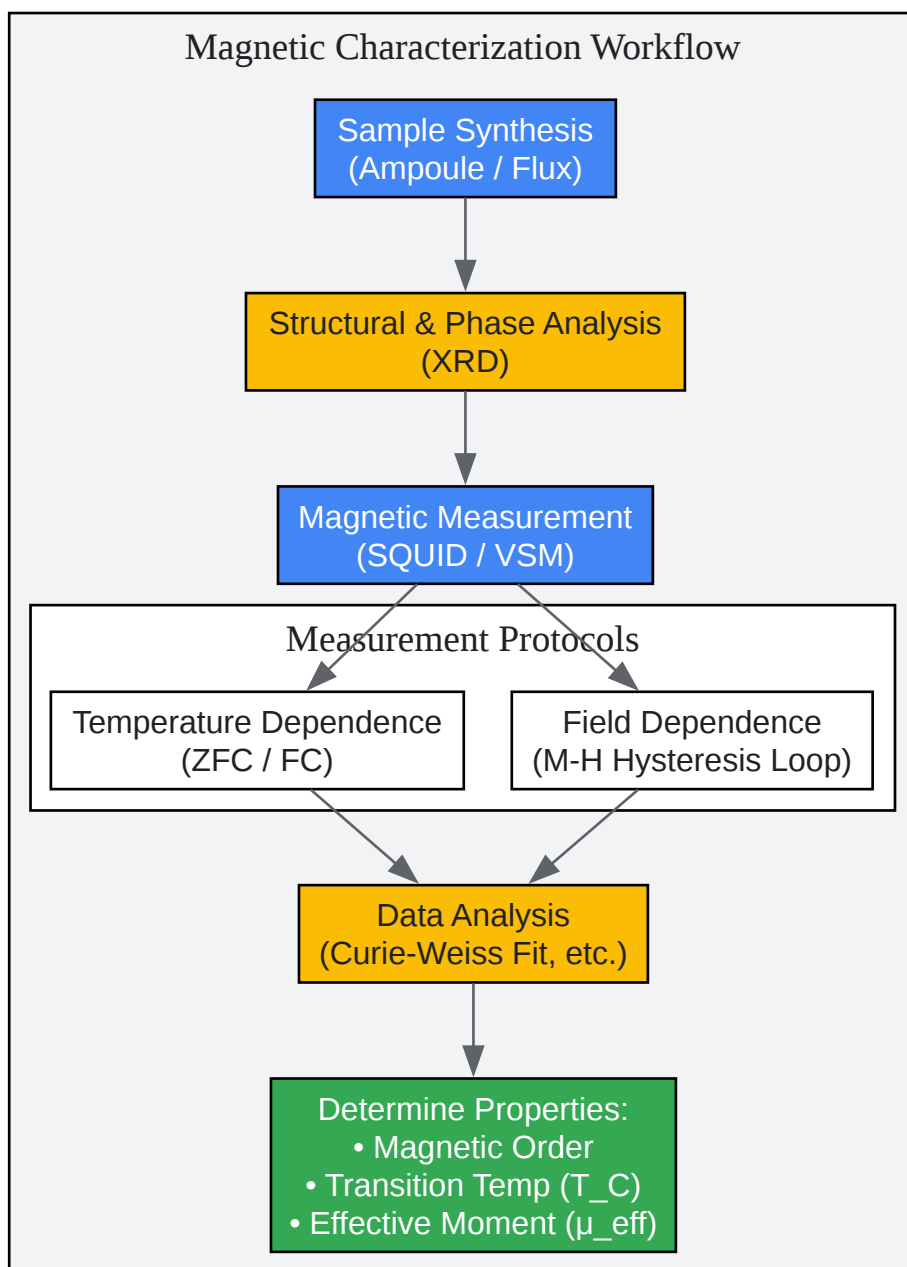 Magnetic Characterization Workflow
Sample Synthesis
(Ampoule / Flux)
Structural & Phase Analysis
(XRD)
Magnetic Measurement
(SQUID / VSM)
Measurement Protocols
Temperature Dependence
(ZFC / FC)
Field Dependence
(M-H Hysteresis Loop)
Data Analysis
(Curie-Weiss Fit, etc.)
Determine Properties:
• Magnetic Order
• Transition Temp (T_C)
• Effective Moment (μ_eff)